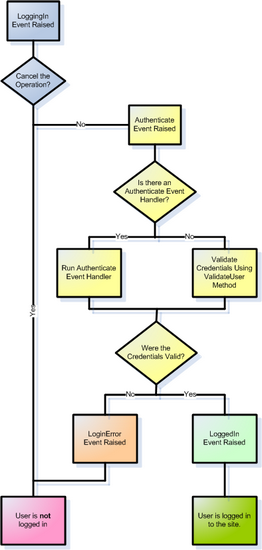 LoggingIn
Event Raised
Cancel the
Operation?
No
Authenticate
Event Raised
Is there an
Authenticate Event
Handler?
Yes
No
Run Authenticate
Event Handler
Validate
Credentials Using
ValidateUser
Method
Yes
Were the
Credentials Valid?
No
Yes
LoginError
Event Raised
LoggedIn
Event Raised
User is not
logged in
User is logged in
to the site.